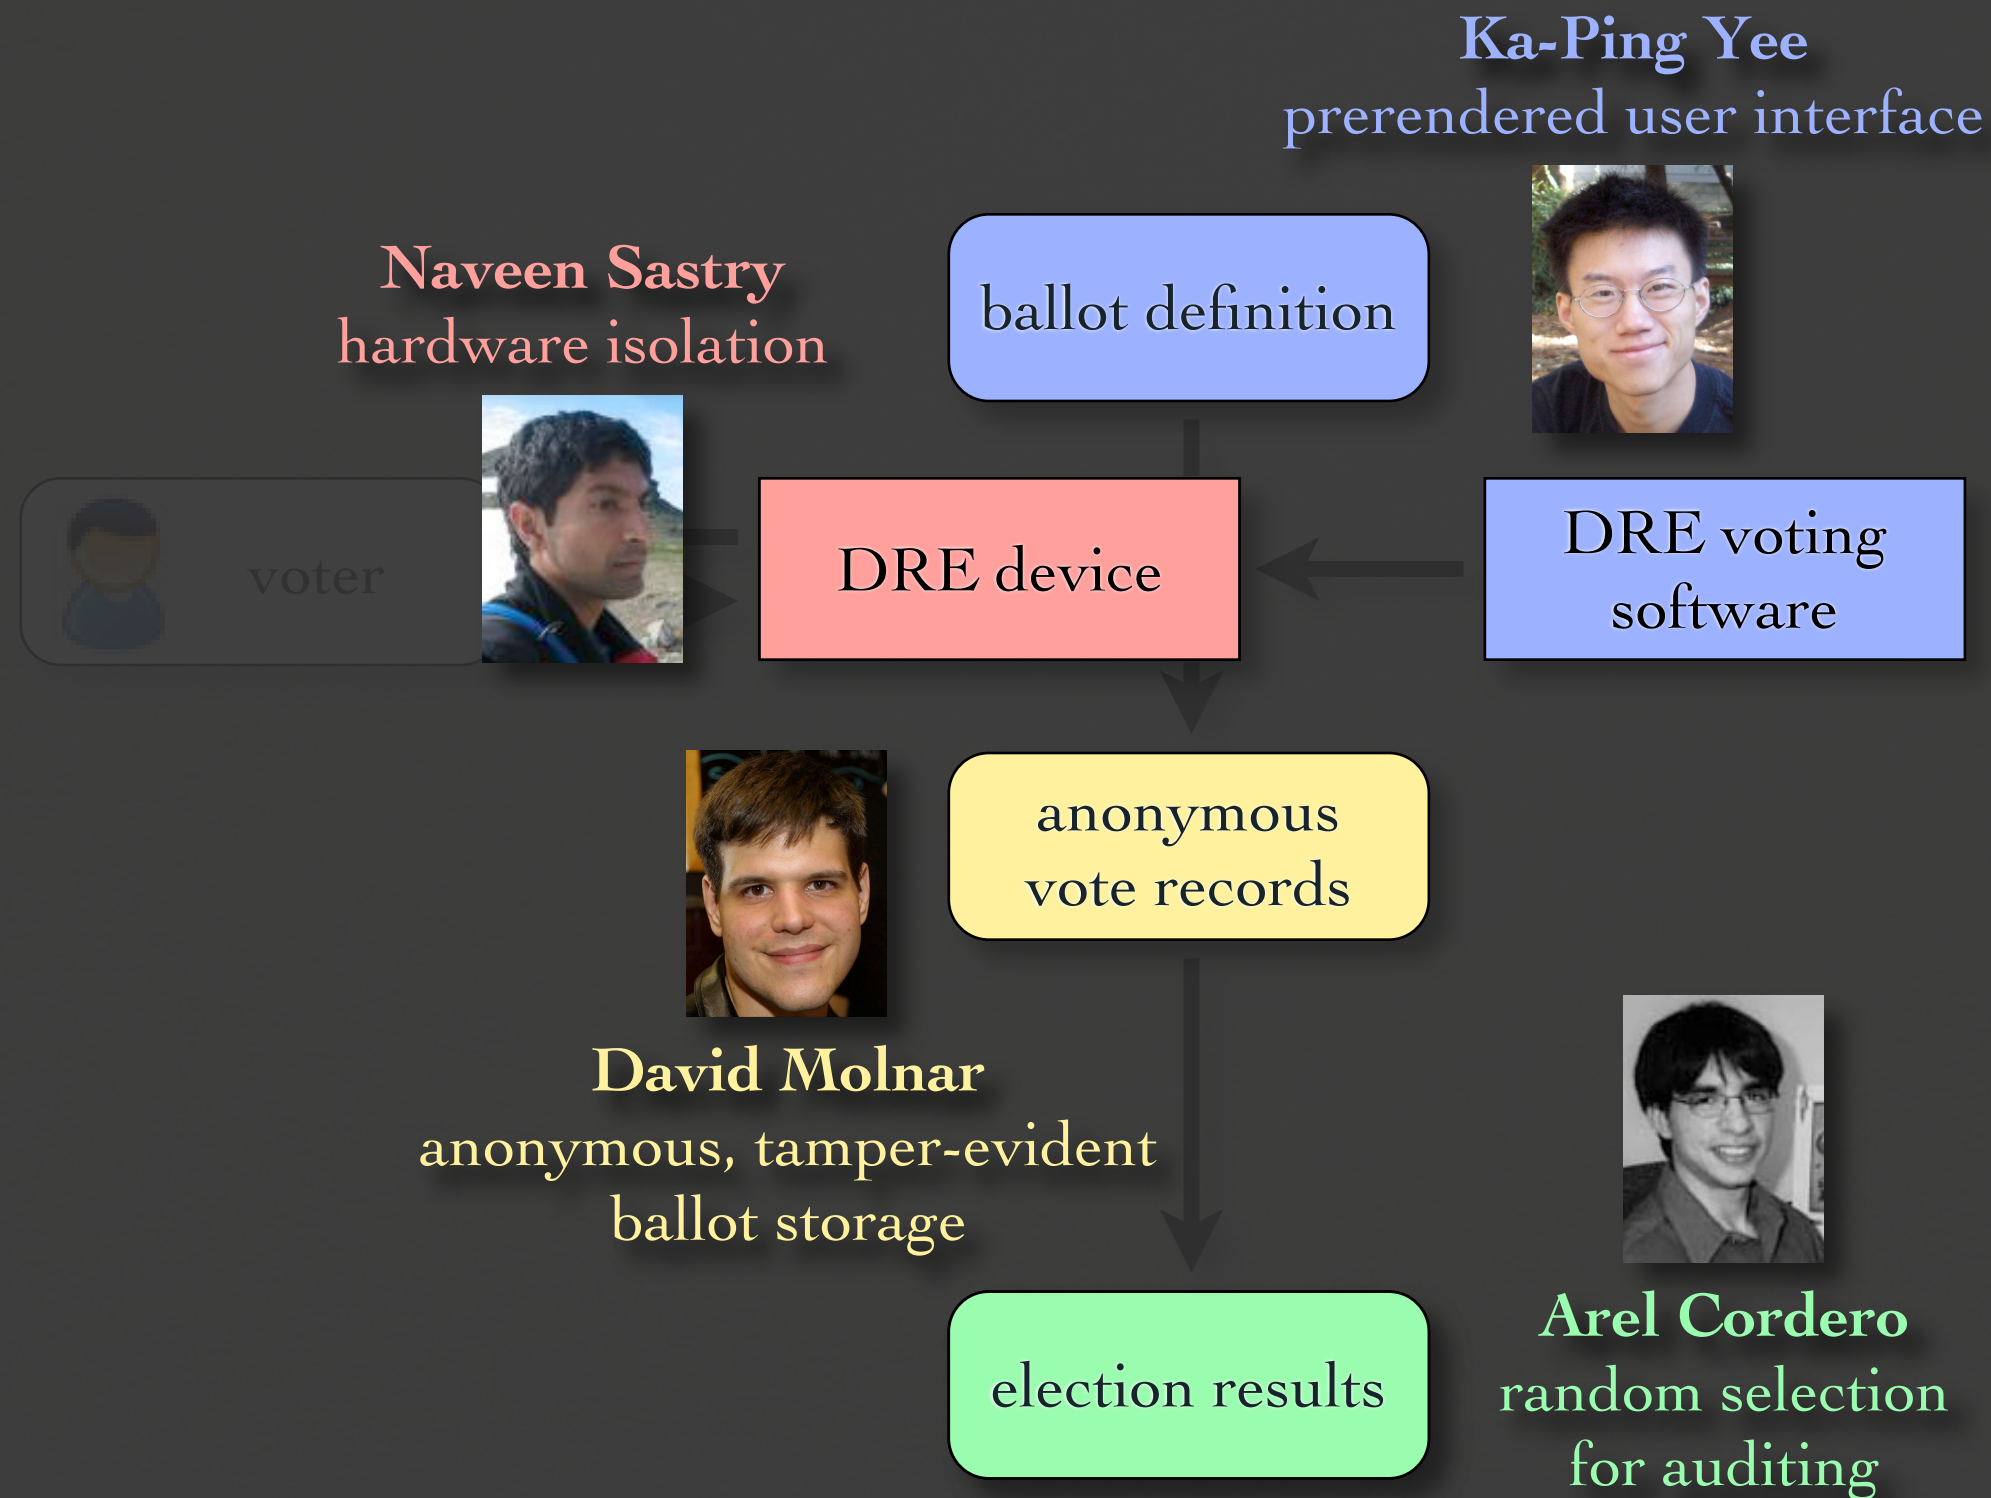 Ka-Ping Yee
prerendered user interface
Naveen Sastry
hardware isolation
ballot definition
voter
DRE device
DRE voting
software
anonymous
vote records
David Molnar
anonymous, tamper-evident
ballot storage
election results
Arel Cordero
random selection
for auditing